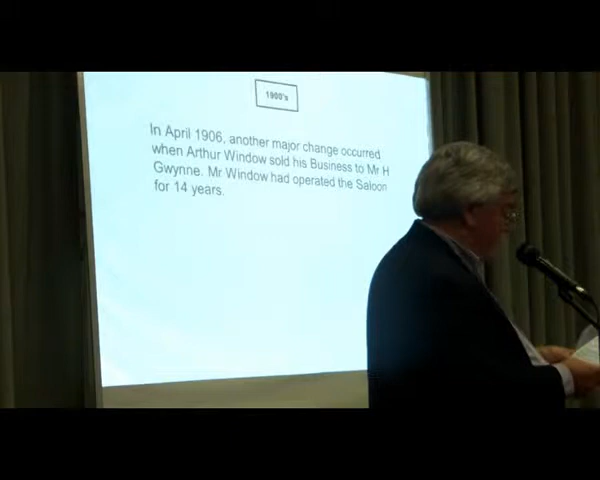 1900's
In April 1906, another major change occurred
when Arthur Window sold his Business to Mr H
Gwynne. Mr Window had operated the Saloon
for 14 years.